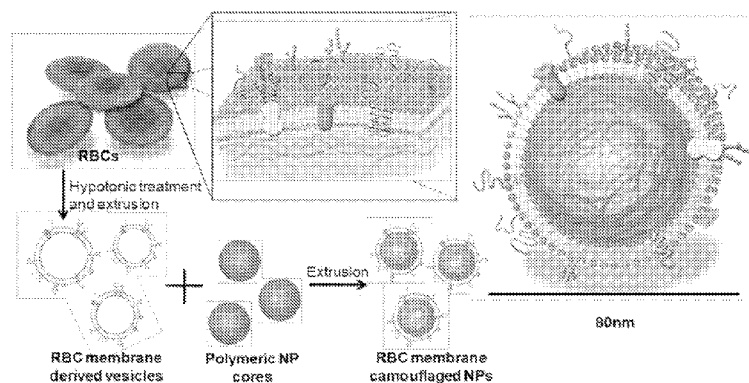 RBCs
Hypotonic treatment
and extrusion
Extrusion
80nm
RBC membrane
derived vesicles
Polymeric NP
cores
RBC membrane
camouflaged NPs